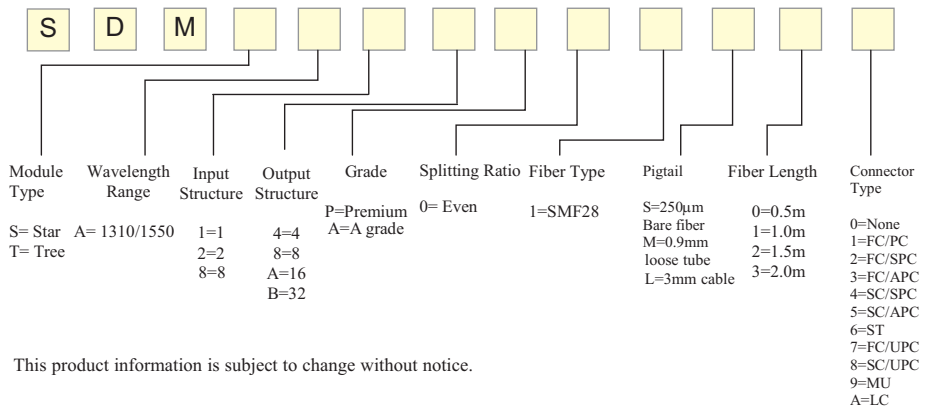 S D M
Module Type
S= Star
T= Tree
Wavelength Range
A= 1310/1550
Input Structure
1=1
2=2
8=8
Output Structure
4=4
8=8
A=16
B=32
Grade
P=Premium
A=A grade
Splitting Ratio
0= Even
Fiber Type
1=SMF28
Pigtail
S=250μm
Bare fiber
M=0.9mm
loose tube
L=3mm cable
Fiber Length
0=0.5m
1=1.0m
2=1.5m
3=2.0m
Connector Type
0=None
1=FC/PC
2=FC/SPC
3=FC/APC
4=SC/SPC
5=SC/APC
6=ST
7=FC/UPC
8=SC/UPC
9=MU
A=LC
This product information is subject to change without notice.